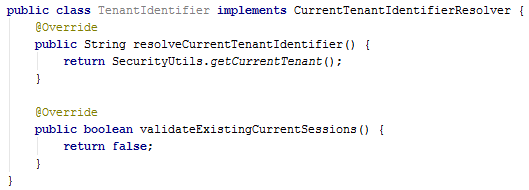 public class TenantIdentifier implements CurrentTenantIdentifierResolver {
    @Override
    public String resolveCurrentTenantIdentifier() {
        return SecurityUtils.getCurrentTenant();
    }

    @Override
    public boolean validateExistingCurrentSessions() {
        return false;
    }
}